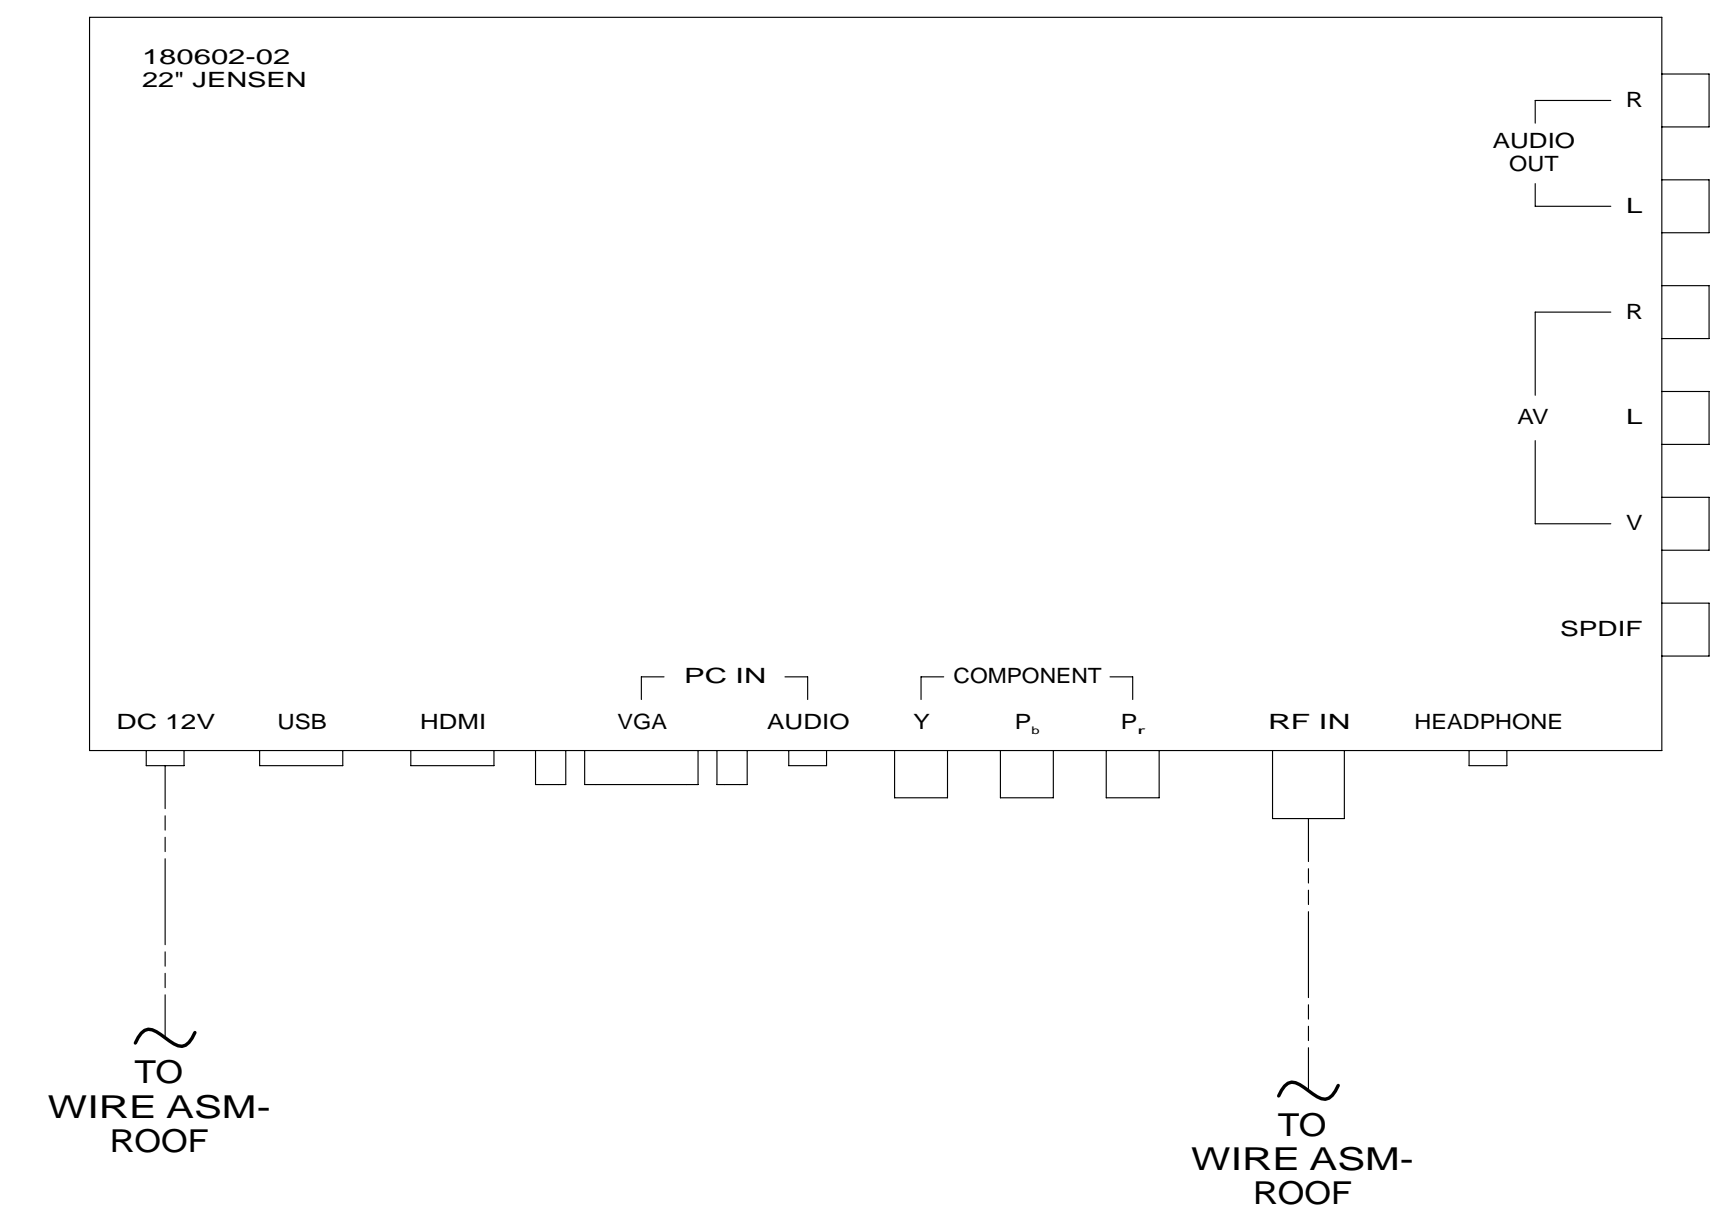 180602-02
22" JENSEN
R
AUDIO
OUT
L
R
AV L
V
SPDIF
PC IN COMPONENT
DC 12V USB HDMI VGA AUDIO Y Pb Pr RF IN HEADPHONE
TO
WIRE ASM-
ROOF
TO
WIRE ASM-
ROOF